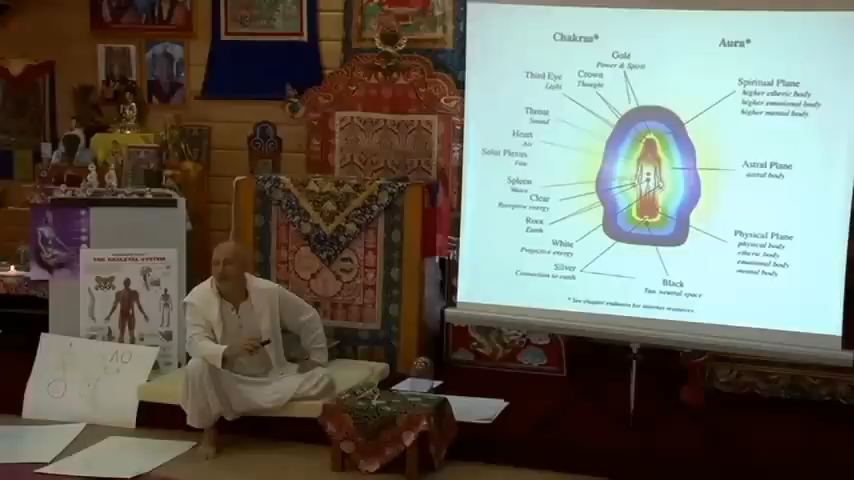 Chakras*
Aura*
Gold
Power & Spirit
Third Eye
Light
Crown
Thought
Throat
Sound
Heart
Air
Solar Plexus
Fire
Spleen
Water
Clear
Receptive energy
Root
Earth
White
Projective energy
Silver
Connection to earth
Black
Spiritual Plane
higher etheric body
higher emotional body
higher mental body
Astral Plane
astral body
Physical Plane
physical body
etheric body
emotional body
mental body
THE SKELETAL SYSTEM
10